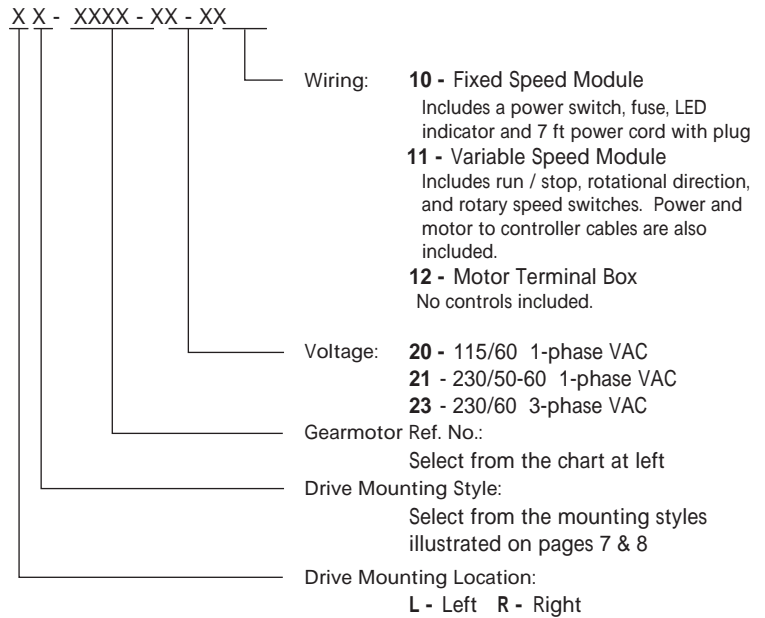 X X - XXXX - XX - XX
Wiring: 10 - Fixed Speed Module
Includes a power switch, fuse, LED
indicator and 7 ft power cord with plug
11 - Variable Speed Module
Includes run / stop, rotational direction,
and rotary speed switches. Power and
motor to controller cables are also
included.
12 - Motor Terminal Box
No controls included.
Voltage: 20 - 115/60 1-phase VAC
21 - 230/50-60 1-phase VAC
23 - 230/60 3-phase VAC
Gearmotor Ref. No.:
Select from the chart at left
Drive Mounting Style:
Select from the mounting styles
illustrated on pages 7 & 8
Drive Mounting Location:
L - Left R - Right